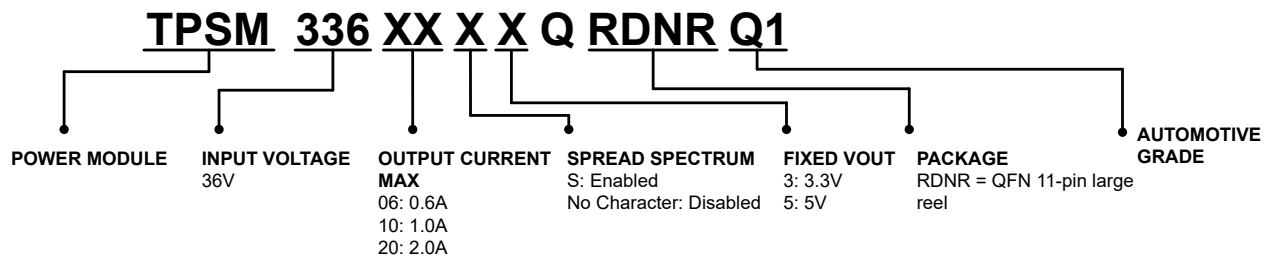 TPSM 336 XX X X Q RDNR Q1
POWER MODULE
INPUT VOLTAGE
36V
OUTPUT CURRENT
MAX
06: 0.6A
10: 1.0A
20: 2.0A
SPREAD SPECTRUM
S: Enabled
No Character: Disabled
FIXED VOUT
3: 3.3V
5: 5V
PACKAGE
RDNR = QFN 11-pin large
reel
AUTOMOTIVE
GRADE